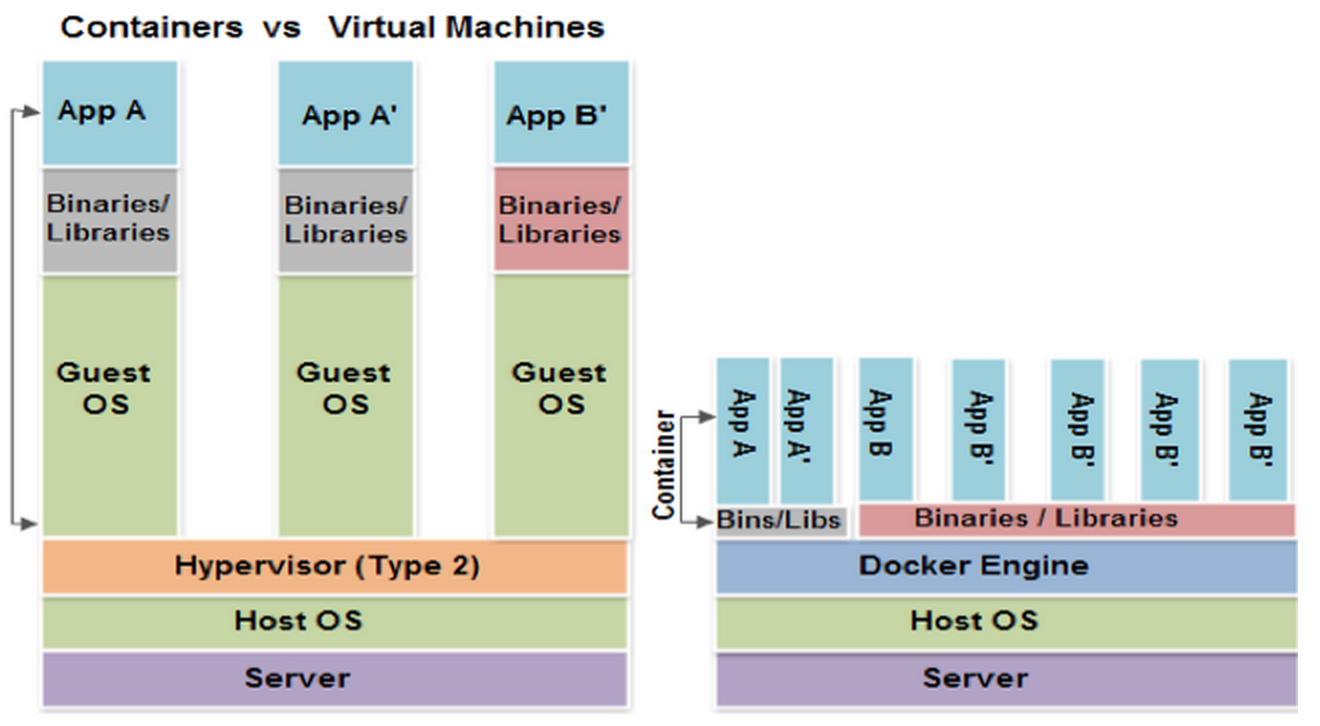 Containers vs Virtual Machines
App A
App A'
App B'
Binaries/
Libraries
Binaries/
Libraries
Binaries/
Libraries
Guest
OS
Guest
OS
Guest
OS
Hypervisor (Type 2)
Host OS
Server
Container
App A
App A'
App B
App B'
App B'
App B'
App B'
Bins/Libs
Binaries / Libraries
Docker Engine
Host OS
Server